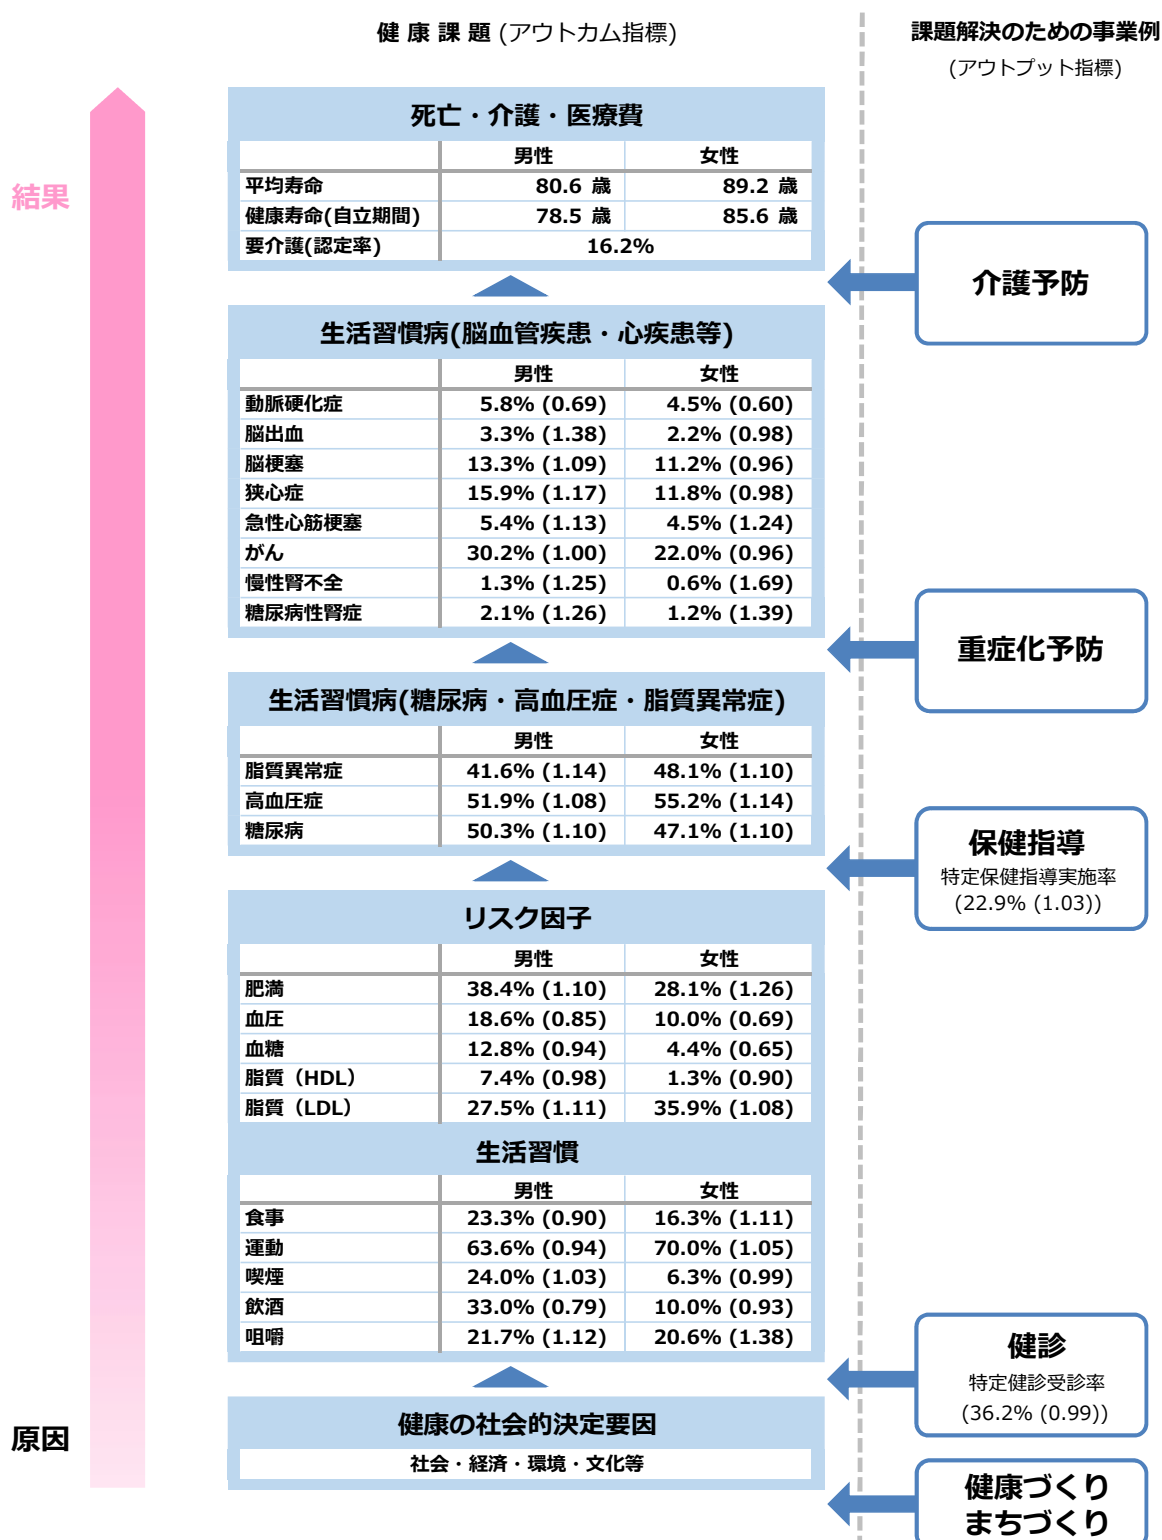 健 康 課 題 (アウトカム指標)
課題解決のための事業例
(アウトプット指標)
結果
原因
死亡・介護・医療費
男性 女性
平均寿命 80.6 歳 89.2 歳
健康寿命(自立期間) 78.5 歳 85.6 歳
要介護(認定率) 16.2%
介護予防
生活習慣病(脳血管疾患・心疾患等)
男性 女性
動脈硬化症 5.8% (0.69) 4.5% (0.60)
脳出血 3.3% (1.38) 2.2% (0.98)
脳梗塞 13.3% (1.09) 11.2% (0.96)
狭心症 15.9% (1.17) 11.8% (0.98)
急性心筋梗塞 5.4% (1.13) 4.5% (1.24)
がん 30.2% (1.00) 22.0% (0.96)
慢性腎不全 1.3% (1.25) 0.6% (1.69)
糖尿病性腎症 2.1% (1.26) 1.2% (1.39)
重症化予防
生活習慣病(糖尿病・高血圧症・脂質異常症)
男性 女性
脂質異常症 41.6% (1.14) 48.1% (1.10)
高血圧症 51.9% (1.08) 55.2% (1.14)
糖尿病 50.3% (1.10) 47.1% (1.10)
保健指導
特定保健指導実施率
(22.9% (1.03))
リスク因子
男性 女性
肥満 38.4% (1.10) 28.1% (1.26)
血圧 18.6% (0.85) 10.0% (0.69)
血糖 12.8% (0.94) 4.4% (0.65)
脂質（HDL） 7.4% (0.98) 1.3% (0.90)
脂質（LDL） 27.5% (1.11) 35.9% (1.08)
生活習慣
男性 女性
食事 23.3% (0.90) 16.3% (1.11)
運動 63.6% (0.94) 70.0% (1.05)
喫煙 24.0% (1.03) 6.3% (0.99)
飲酒 33.0% (0.79) 10.0% (0.93)
咀嚼 21.7% (1.12) 20.6% (1.38)
健診
特定健診受診率
(36.2% (0.99))
健康の社会的決定要因
社会・経済・環境・文化等
健康づくり
まちづくり